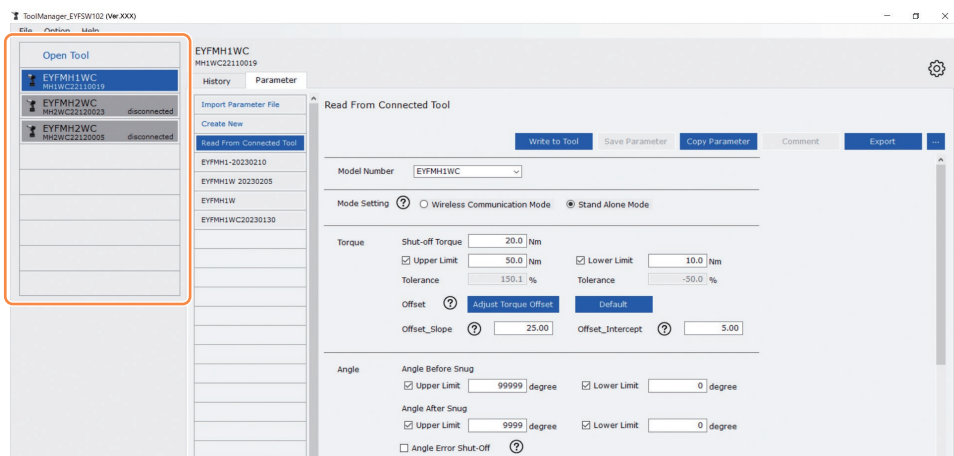 ToolManager_EYFSW102 (Ver.XXX)
File Option Help
Open Tool
EYFMH1WC
MH1WC22110019
EYFMH2WC
MH2WC22120023 disconnected
EYFMH2WC
MH2WC22120005 disconnected
EYFMH1WC
MH1WC22110019
History Parameter
Import Parameter File
Create New
Read From Connected Tool
EYFMH1-20230210
EYFMH1W 20230205
EYFMH1W
EYFMH1WC20230130
Read From Connected Tool
Write to Tool Save Parameter Copy Parameter Comment Export ...
Model Number EYFMH1WC
Mode Setting ? Wireless Communication Mode Stand Alone Mode
Torque Shut-off Torque 20.0 Nm
Upper Limit 50.0 Nm Lower Limit 10.0 Nm
Tolerance 150.1 % Tolerance -50.0 %
Offset ? Adjust Torque Offset Default
Offset_Slope ? 25.00 Offset_Intercept ? 5.00
Angle Angle Before Snug
Upper Limit 99999 degree Lower Limit 0 degree
Angle After Snug
Upper Limit 9999 degree Lower Limit 0 degree
Angle Error Shut-Off ?